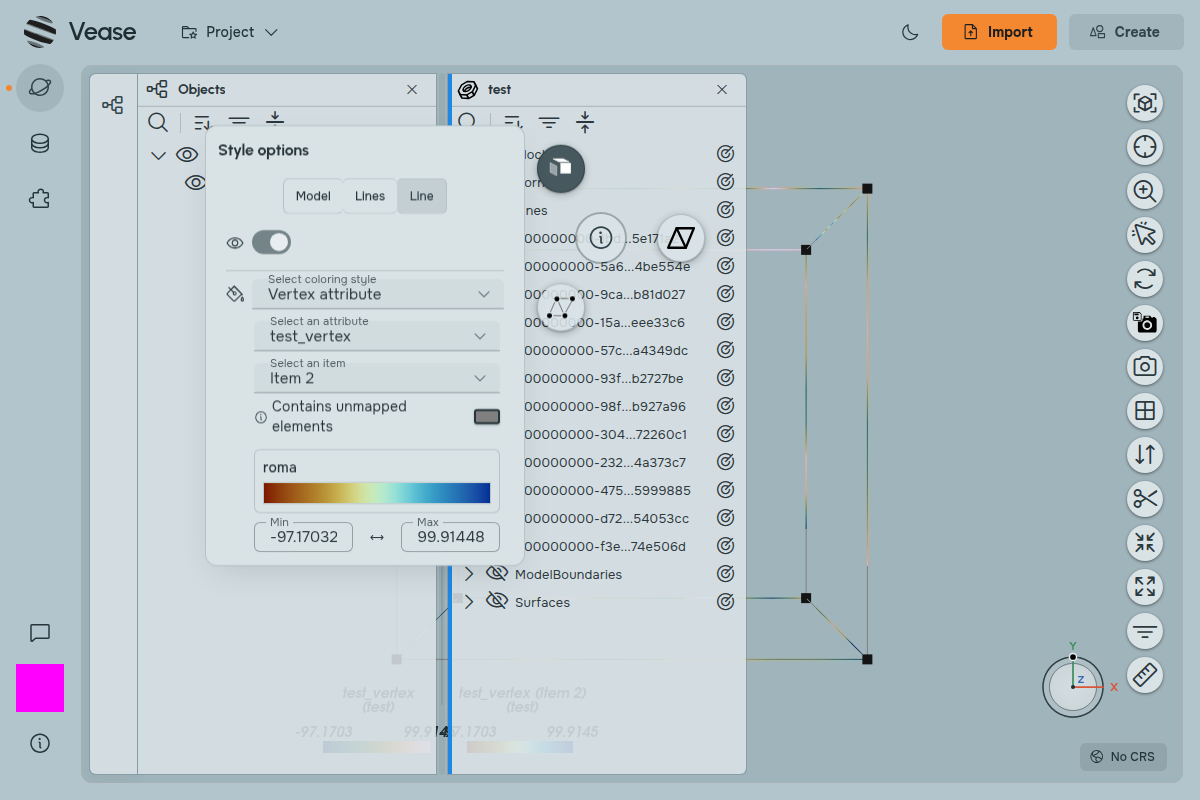 Vease
Project
Import
Create
Objects
test
Style options
Model
Lines
Line
Select coloring style
Vertex attribute
Select an attribute
test_vertex
Select an item
Item 2
Contains unmapped
elements
roma
Min
-97.17032
Max
99.91448
00000000-5a6...4be554e
00000000-9ca...b81d027
00000000-15a...eee33c6
00000000-57c...a4349dc
00000000-93f...b2727be
00000000-98f...b927a96
00000000-304...72260c1
00000000-232...4a373c7
00000000-475...5999885
00000000-d72...54053cc
00000000-f3e...74e506d
ModelBoundaries
Surfaces
test_vertex
(test)
-97.1703
test_vertex (Item 2)
(test)
99.9145
Y
Z
X
No CRS